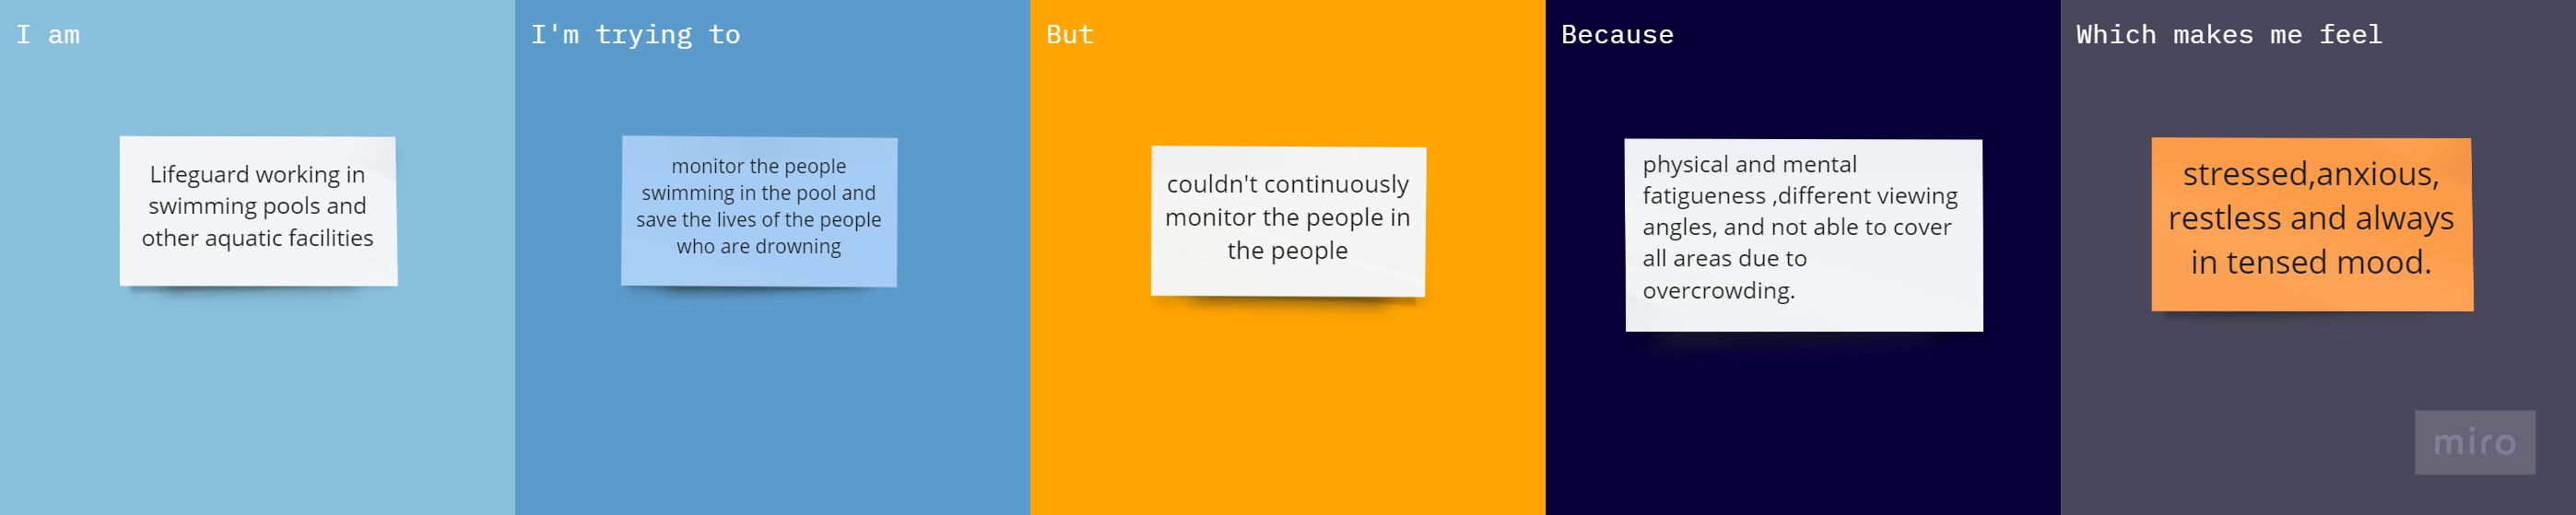 I am
Lifeguard working in
swimming pools and
other aquatic facilities
I'm trying to
monitor the people
swimming in the pool and
save the lives of the people
who are drowning
But
couldn't continuously
monitor the people in
the people
Because
physical and mental
fatigueness ,different viewing
angles, and not able to cover
all areas due to
overcrowding.
Which makes me feel
stressed,anxious,
restless and always
in tensed mood.
miro